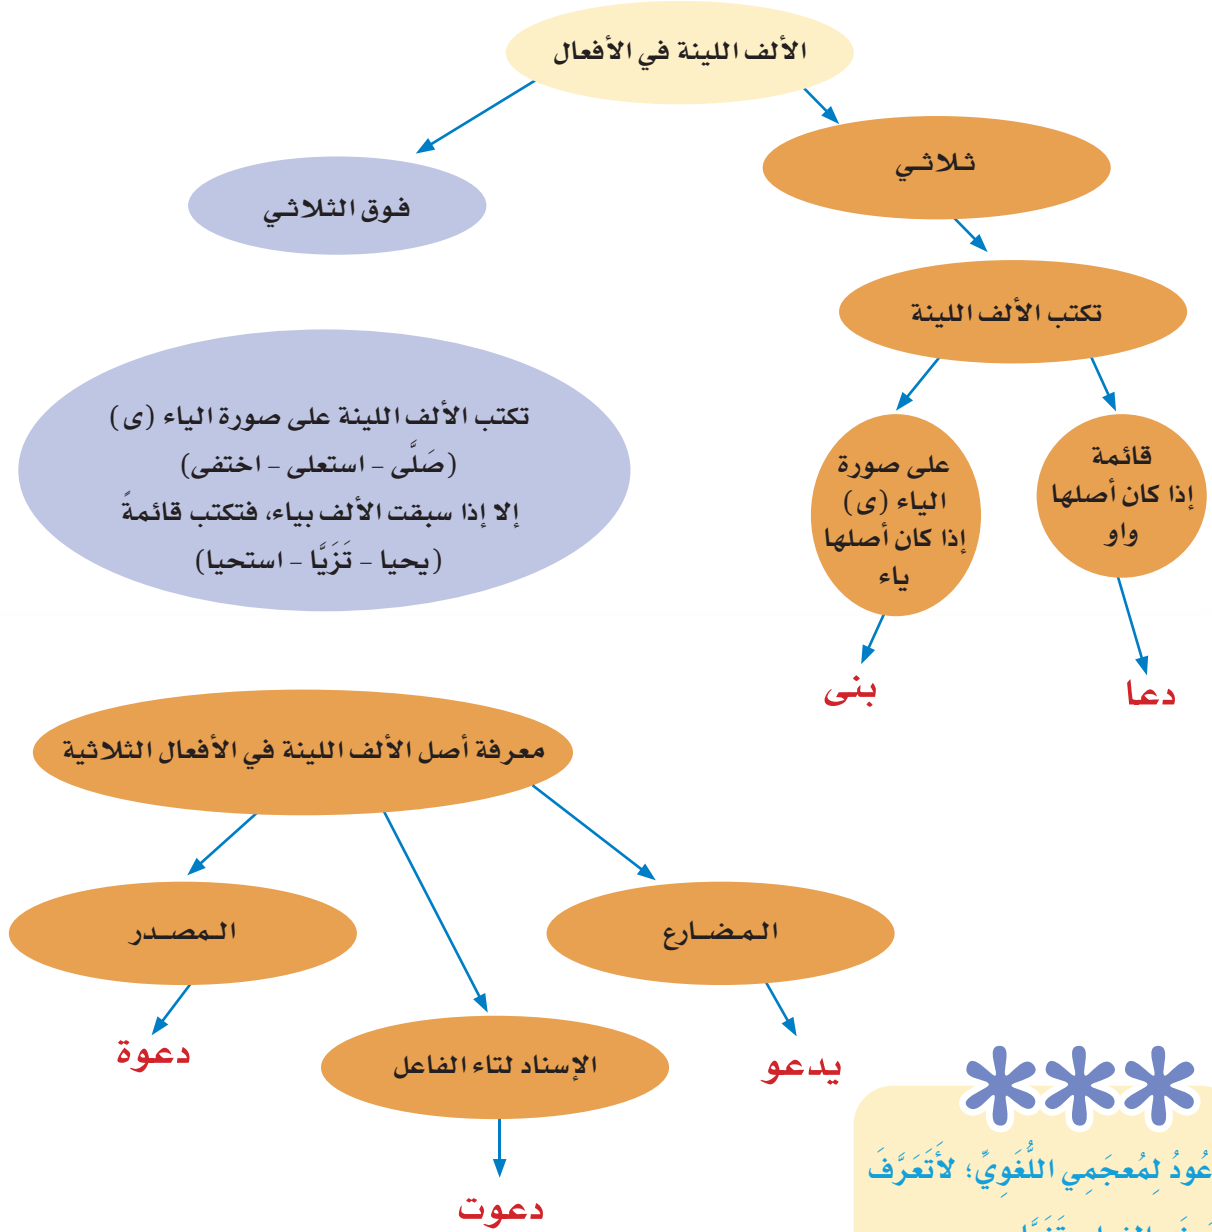 الألف اللينة في الأفعال
ثلاثي
فوق الثلاثي
تكتب الألف اللينة
قائمة
إذا كان أصلها
واو
على صورة
الياء (ى)
إذا كان أصلها
ياء
دعا
بنى
تكتب الألف اللينة على صورة الياء (ى)
(صَلَّى - استعلى - اختفى)
إلا إذا سبقت الألف بياء، فتكتب قائمةً
(يحيا - تَزَيَّا - استحيا)
معرفة أصل الألف اللينة في الأفعال الثلاثية
المضارع
الإسناد لتاء الفاعل
المصدر
يدعو
دعوت
دعوة
عُودُ لِمُعجَمِي اللُّغَوِيِّ؛ لأَتَعَرَّفَ